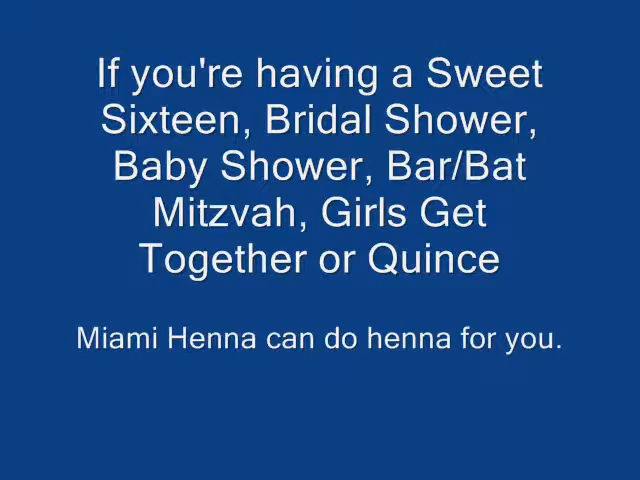 If you're having a Sweet
Sixteen, Bridal Shower,
Baby Shower, Bar/Bat
Mitzvah, Girls Get
Together or Quince
Miami Henna can do henna for you.